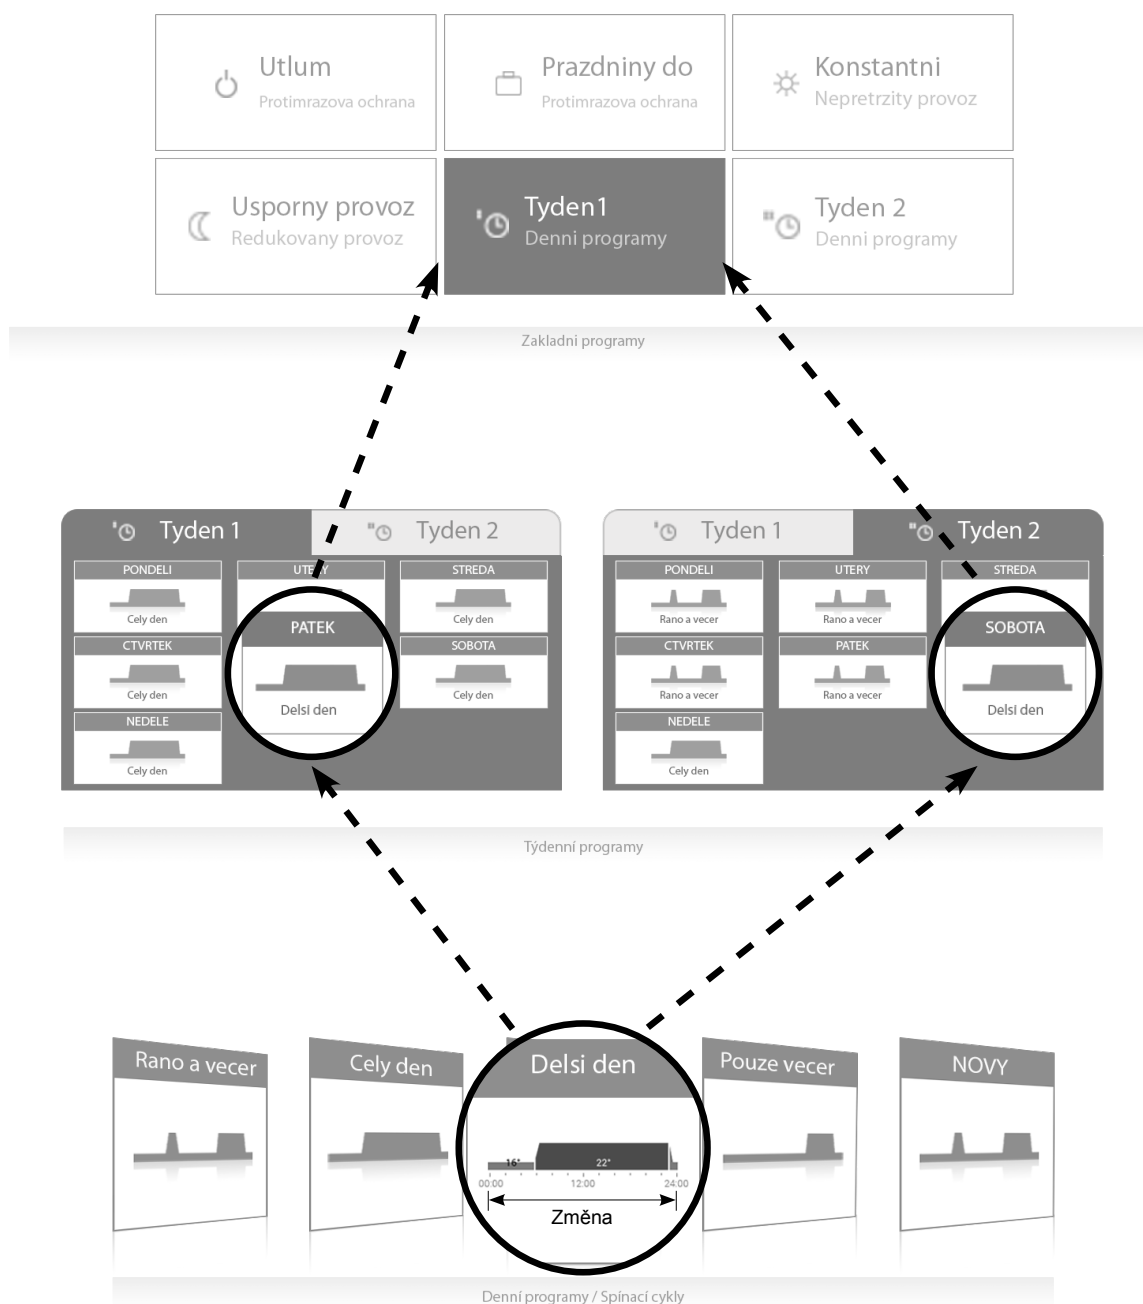 Utlum
Protimrazova ochrana
Prazdniny do
Protimrazova ochrana
Konstantni
Nepretrzity provoz
Usporny provoz
Redukovany provoz
Tyden1
Denni programy
Tyden 2
Denni programy
Zakladni programy
Tyden 1
Tyden 2
PONDELI
UTERY
STREDA
Cely den
Cely den
CTVRTEK
PATEK
SOBOTA
Cely den
Delsi den
Cely den
NEDELE
Cely den
Tyden 1
Tyden 2
PONDELI
UTERY
STREDA
Rano a vecer
Rano a vecer
CTVRTEK
PATEK
SOBOTA
Rano a vecer
Rano a vecer
Delsi den
NEDELE
Cely den
Týdenní programy
Rano a vecer
Cely den
Delsi den
Pouze vecer
NOVY
16°
22°
00:00
12:00
24:00
Změna
Denní programy / Spínací cykly